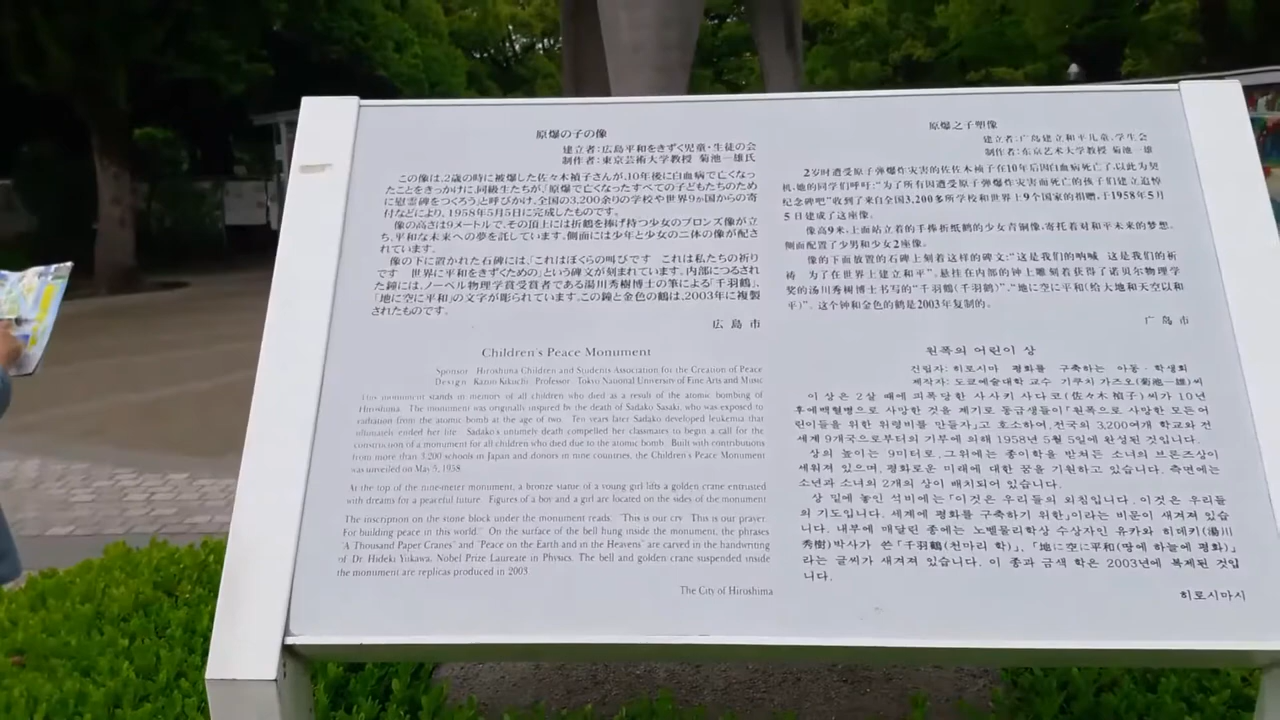 原爆の子の像
建立者:広島平和をきずく児童・生徒の会
制作者:東京芸術大学教授 菊池一雄氏
この像は、2歳の時に被爆した佐々木禎子さんが、10年後に白血病で亡くなっ
たことをきっかけに、同級生たちが、「原爆で亡くなったすべての子どもたちのため
に慰霊碑をつくろう」と呼びかけ、全国の3,200余りの学校や世界9か国からの寄
付などにより、1958年5月5日に完成したものです。
像の高さは9メートルで、その頂上には折鶴を捧げ持つ少女のブロンズ像が立
ち、平和な未来への夢を託しています。側面には少年と少女の二体の像が配さ
れています。
像の下に置かれた石碑には、「これはぼくらの叫びです これは私たちの祈り
です 世界に平和をきずくための」という碑文が刻まれています。内部につるされ
た鐘には、ノーベル物理学賞受賞者である湯川秀樹博士の筆による「千羽鶴」、
「地に空に平和」の文字が彫られています。この鐘と金色の鶴は、2003年に複製
されたものです。
広島市
Children's Peace Monument
Sponsor: Hiroshima Children and Students Association for the Creation of Peace
Design: Kazuo Kikuchi, Professor, Tokyo National University of Fine Arts and Music
This monument stands in memory of all children who died as a result of the atomic bombing of
Hiroshima. The monument was originally inspired by the death of Sadako Sasaki, who was exposed to
radiation from the atomic bomb at the age of two. Ten years later Sadako developed leukemia that
ultimately ended her life. Sadako's untimely death compelled her classmates to begin a call for the
construction of a monument for all children who died due to the atomic bomb. Built with contributions
from more than 3,200 schools in Japan and donors in nine countries, the Children's Peace Monument
was unveiled on May 5, 1958.
At the top of the nine-meter monument, a bronze statue of a young girl lifts a golden crane entrusted
with dreams for a peaceful future. Figures of a boy and a girl are located on the sides of the monument.
The inscription on the stone block under the monument reads: "This is our cry. This is our prayer.
For building peace in this world." On the surface of the bell hung inside the monument, the phrases
"A Thousand Paper Cranes" and "Peace on the Earth and in the Heavens" are carved in the handwriting
of Dr. Hideki Yukawa, Nobel Prize Laureate in Physics. The bell and golden crane suspended inside
the monument are replicas produced in 2003.
The City of Hiroshima
原爆之子塑像
建立者:广岛建立和平儿童、学生会
制作者:东京艺术大学教授 菊池一雄
2岁时遭受原子弹爆炸灾害的佐佐木祯子在10年后因白血病死亡了,以此为契
机,她的同学们呼吁:"为了所有因遭受原子弹爆炸灾害而死亡的孩子们建立追悼
纪念碑吧"收到了来自全国3,200多所学校和世界上9个国家的捐赠,于1958年5月
5日建成了这座像。
像高9米,上面站立着的手捧折纸鹤的少女青铜像,寄托着对和平未来的梦想。
侧面配置了少男和少女2座像。
像的下面放置的石碑上刻着这样的碑文:"这是我们的呐喊 这是我们的祈
祷 为了在世界上建立和平"。悬挂在内部的钟上雕刻着获得了诺贝尔物理学
奖的汤川秀树博士书写的"千羽鶴(千羽鹤)"、"地に空に平和(给大地和天空以和
平)"。这个钟和金色的鹤是2003年复制的。
广岛市
원폭의 어린이 상
건립자: 히로시마 평화를 구축하는 아동·학생회
제작자: 도쿄예술대학 교수 기쿠치 가즈오(菊池一雄)씨
이 상은 2살 때에 피폭당한 사사키 사다코(佐々木 禎子)씨가 10년
후에백혈병으로 사망한 것을 계기로 동급생들이「원폭으로 사망한 모든어
린이들을 위한 위령비를 만들자」고 호소하여, 전국의 3,200여개 학교와 전
세계 9개국으로부터의 기부에 의해 1958년 5월 5일에 완성된 것입니다.
상의 높이는 9미터로, 그위에는 종이학을 받쳐든 소녀의 브론즈상이
세워져 있으며, 평화로운 미래에 대한 꿈을 기원하고 있습니다. 측면에는
소년과 소녀의 2개의 상이 배치되어 있습니다.
상 밑에 놓인 석비에는「이것은 우리들의 외침입니다. 이것은 우리들
의 기도입니다. 세계에 평화를 구축하기 위한」이라는 비문이 새겨져 있습
니다. 내부에 매달린 종에는 노벨물리학상 수상자인 유카와 히데키(湯川
秀樹)박사가 쓴「千羽鶴(천마리 학)」、「地に空に平和(땅에 하늘에 평화)」
라는 글씨가 새겨져 있습니다. 이 종과 금색 학은 2003년에 복제된 것입
니다.
히로시마시